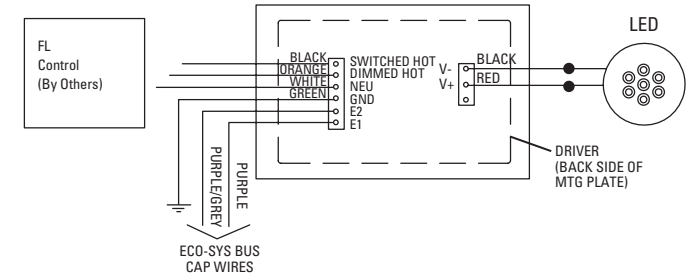 LED
FL
Control
(By Others)
BLACK
ORANGE
WHITE
GREEN
SWITCHED HOT
DIMMED HOT
NEU
GND
E2
E1
V-
V+
BLACK
RED
DRIVER
(BACK SIDE OF
MTG PLATE)
PURPLE/GREY
PURPLE
ECO-SYS BUS
CAP WIRES